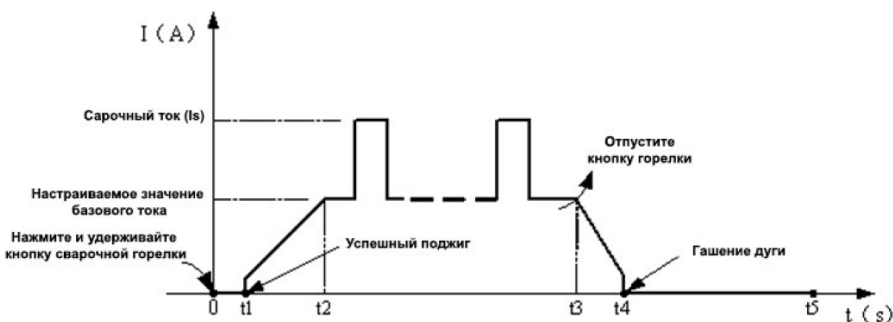 I (A)
Сарочный ток (Is)
Отпустите
кнопку горелки
Настраиваемое значение
базового тока
Нажмите и удерживайте
кнопку сварочной горелки
Успешный поджиг
Гашение дуги
0 t1 t2 t3 t4 t5 t (s)